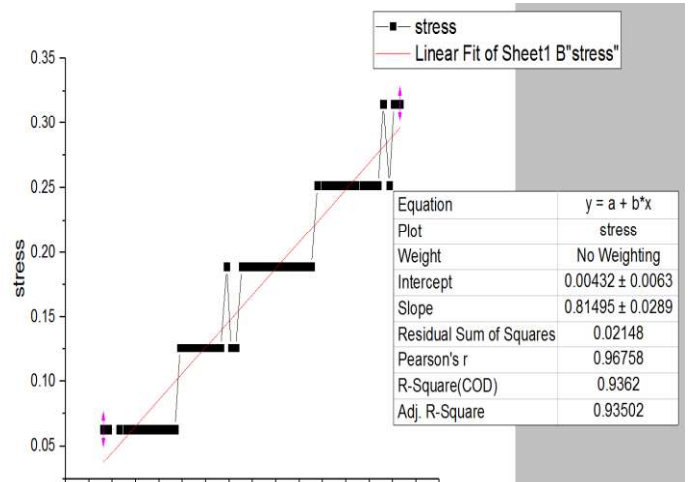 stress
Linear Fit of Sheet1 B"stress"
0.35
0.30
0.25
0.20
0.15
0.10
0.05
stress
Equation y = a + b*x
Plot stress
Weight No Weighting
Intercept 0.00432 ± 0.0063
Slope 0.81495 ± 0.0289
Residual Sum of Squares 0.02148
Pearson's r 0.96758
R-Square(COD) 0.9362
Adj. R-Square 0.93502